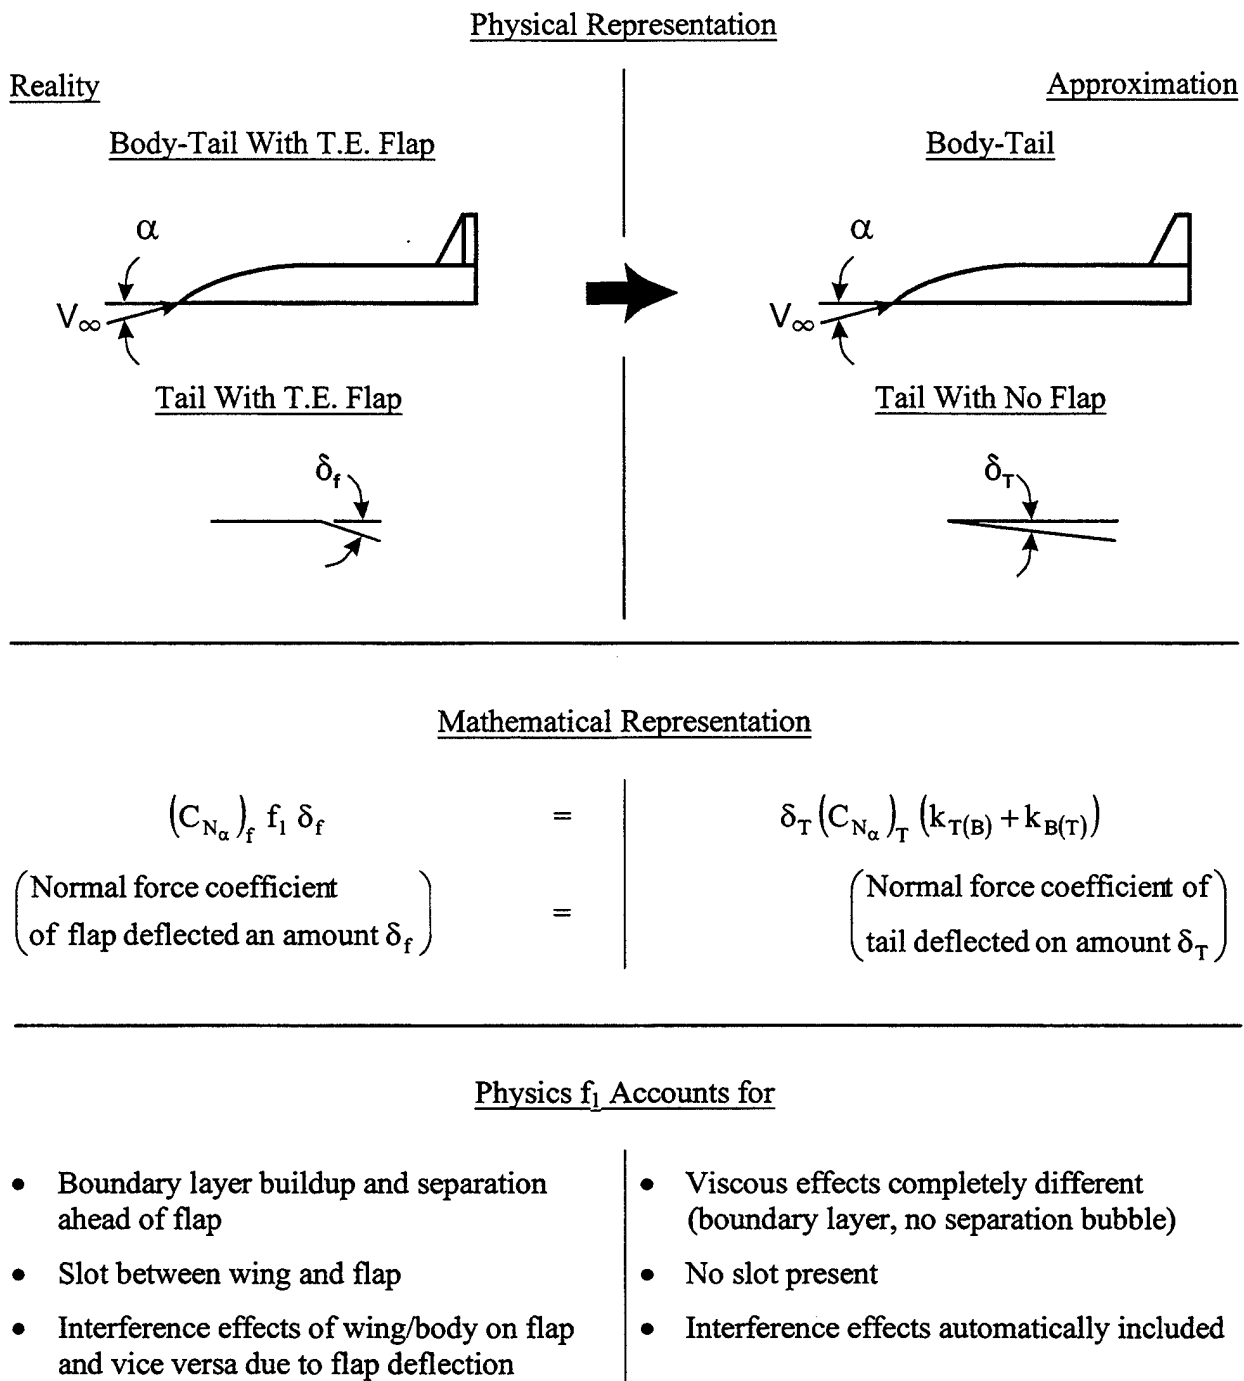 Physical Representation
Reality
Approximation
Body-Tail With T.E. Flap
Body-Tail
α
α
V∞
V∞
Tail With T.E. Flap
Tail With No Flap
δf
δT
Mathematical Representation
(CNα)f f1 δf = δT (CNα)T (kT(B) + kB(T))
(Normal force coefficient
of flap deflected an amount δf)
=
(Normal force coefficient of
tail deflected on amount δT)
Physics f1 Accounts for
• Boundary layer buildup and separation
ahead of flap
• Slot between wing and flap
• Interference effects of wing/body on flap
and vice versa due to flap deflection
• Viscous effects completely different
(boundary layer, no separation bubble)
• No slot present
• Interference effects automatically included